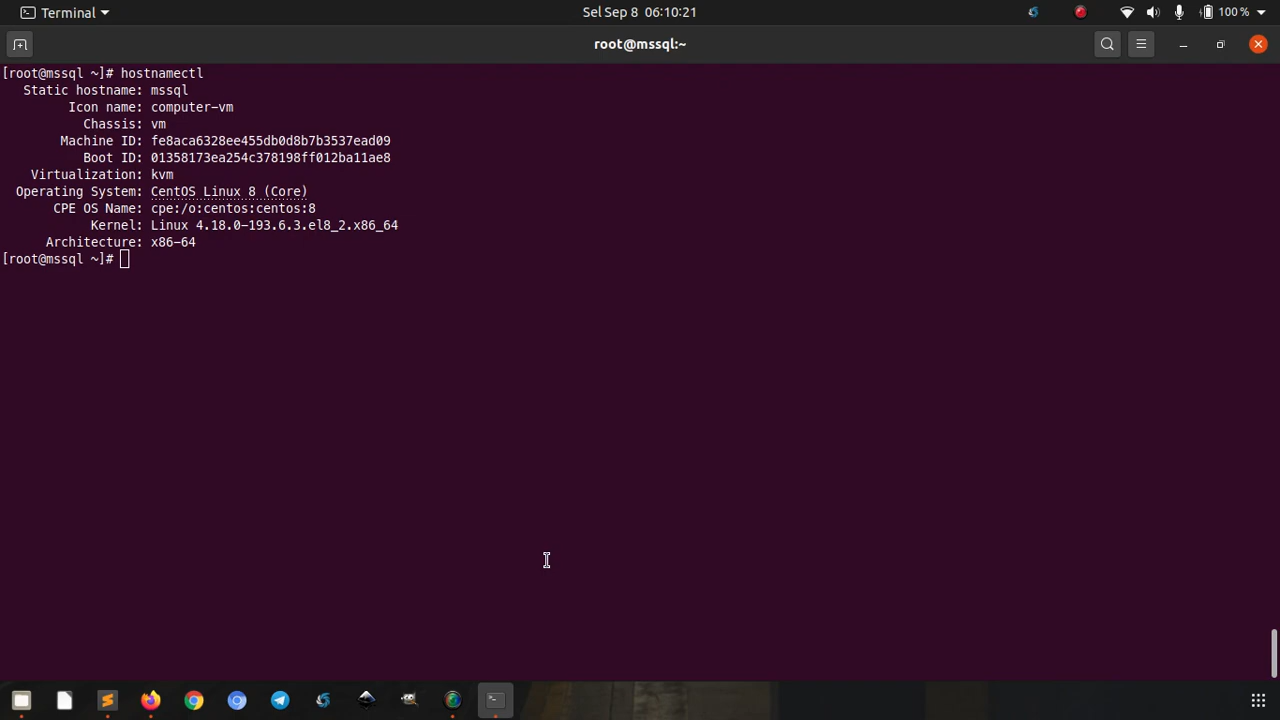 Terminal
Sel Sep 8 06:10:21
100 %
root@mssql:~
[root@mssql ~]# hostnamectl
Static hostname: mssql
Icon name: computer-vm
Chassis: vm
Machine ID: fe8aca6328ee455db0d8b7b3537ead09
Boot ID: 01358173ea254c378198ff012ba11ae8
Virtualization: kvm
Operating System: CentOS Linux 8 (Core)
CPE OS Name: cpe:/o:centos:centos:8
Kernel: Linux 4.18.0-193.6.3.el8_2.x86_64
Architecture: x86-64
[root@mssql ~]#